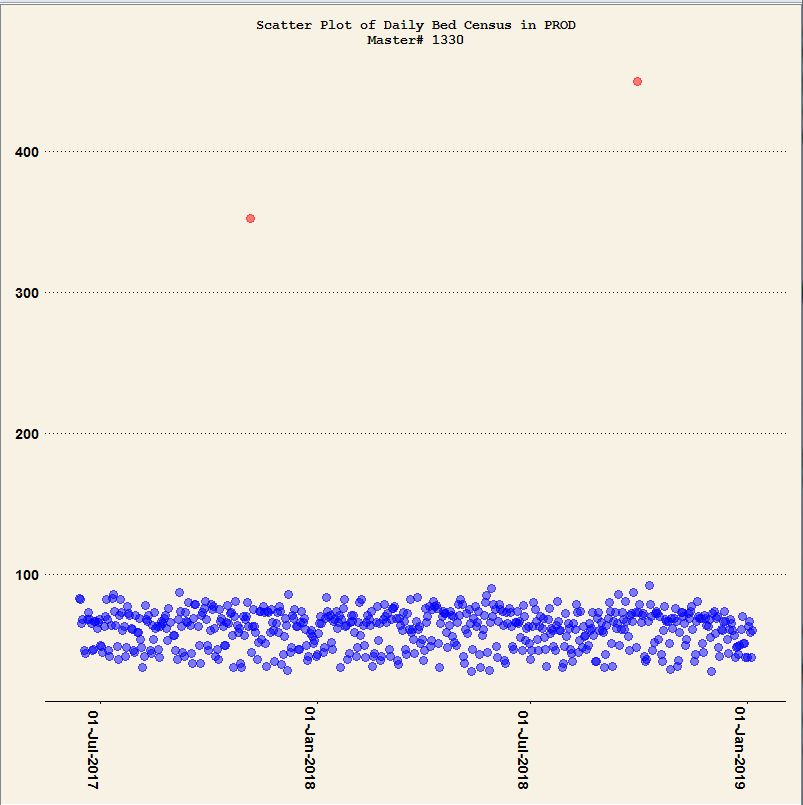 Scatter Plot of Daily Bed Census in PROD
Master# 1330
400
300
200
100
01-Jul-2017
01-Jan-2018
01-Jul-2018
01-Jan-2019